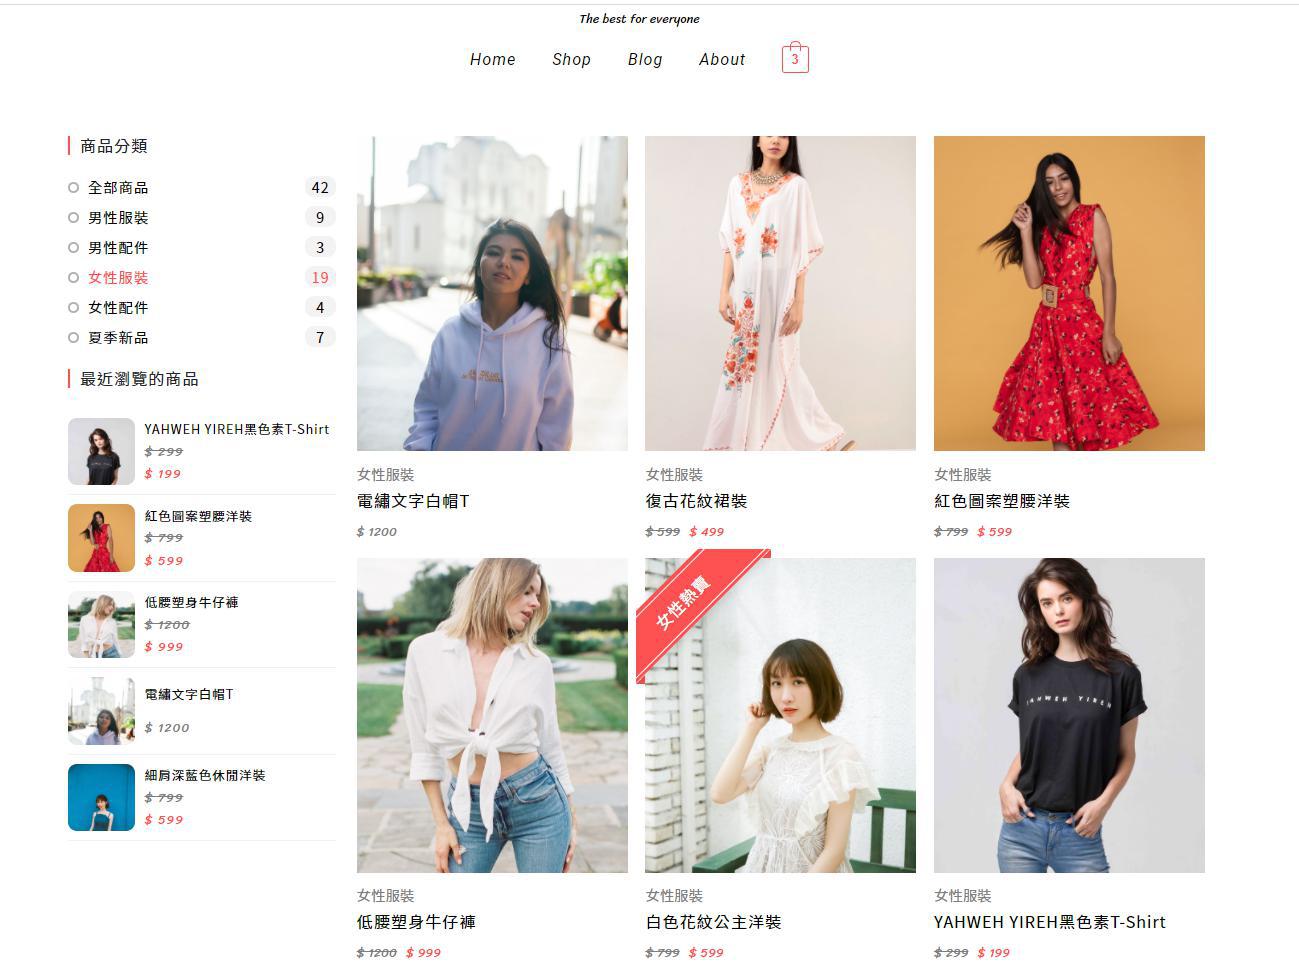 The best for everyone
Home Shop Blog About 3
商品分類
全部商品 42
男性服裝 9
男性配件 3
女性服裝 19
女性配件 4
夏季新品 7
最近瀏覽的商品
YAHWEH YIREH黑色素T-Shirt
$ 299
$ 199
紅色圖案塑腰洋裝
$ 799
$ 599
低腰塑身牛仔褲
$ 1200
$ 999
電繡文字白帽T
$ 1200
細肩深藍色休閒洋裝
$ 799
$ 599
女性服裝
電繡文字白帽T
$ 1200
女性服裝
復古花紋裙裝
$ 599 $ 499
女性服裝
紅色圖案塑腰洋裝
$ 799 $ 599
女性服裝
低腰塑身牛仔褲
$ 1200 $ 999
女性熱賣
女性服裝
白色花紋公主洋裝
$ 799 $ 599
YAHWEH YIREH
女性服裝
YAHWEH YIREH黑色素T-Shirt
$ 299 $ 199